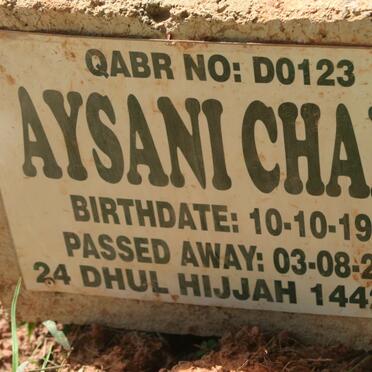 QABR NO: D0123
AYSANI CHA
BIRTHDATE: 10-10-19
PASSED AWAY: 03-08-2
24 DHUL HIJJAH 144